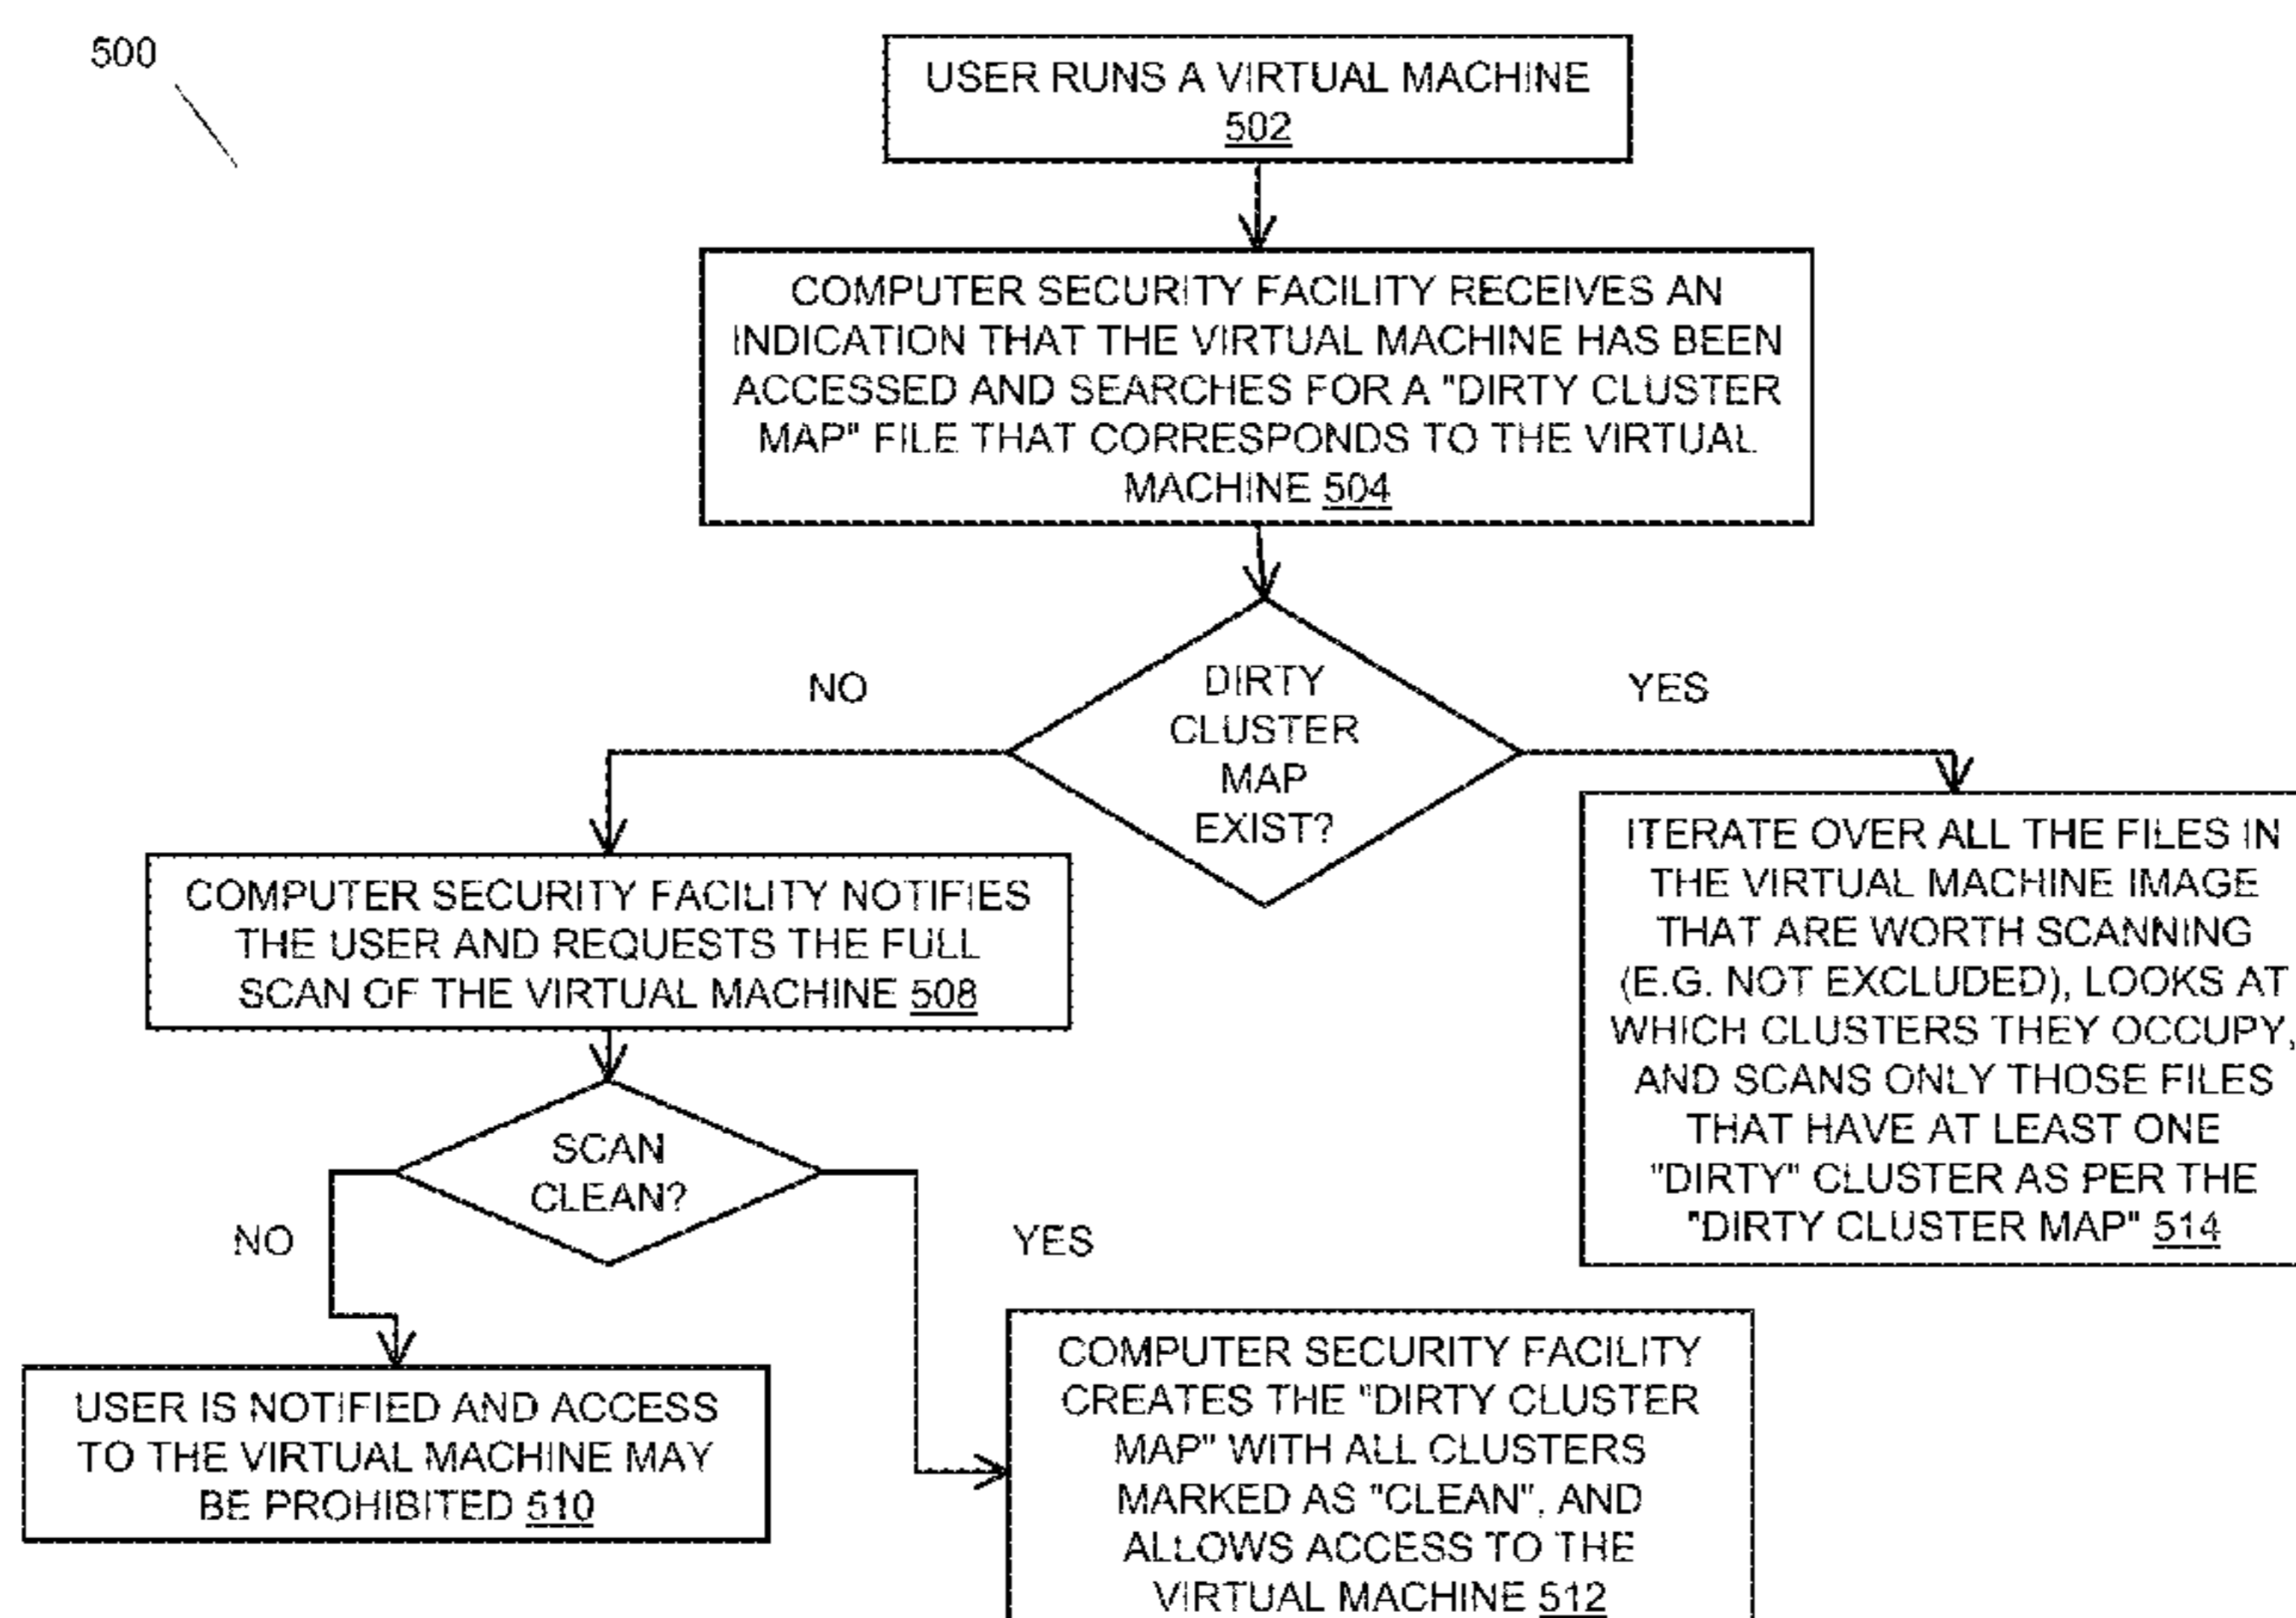 500
USER RUNS A VIRTUAL MACHINE
502
COMPUTER SECURITY FACILITY RECEIVES AN
INDICATION THAT THE VIRTUAL MACHINE HAS BEEN
ACCESSED AND SEARCHES FOR A "DIRTY CLUSTER
MAP" FILE THAT CORRESPONDS TO THE VIRTUAL
MACHINE 504
DIRTY
CLUSTER
MAP
EXIST?
NO
YES
COMPUTER SECURITY FACILITY NOTIFIES
THE USER AND REQUESTS THE FULL
SCAN OF THE VIRTUAL MACHINE 508
ITERATE OVER ALL THE FILES IN
THE VIRTUAL MACHINE IMAGE
THAT ARE WORTH SCANNING
(E.G. NOT EXCLUDED), LOOKS AT
WHICH CLUSTERS THEY OCCUPY,
AND SCANS ONLY THOSE FILES
THAT HAVE AT LEAST ONE
"DIRTY" CLUSTER AS PER THE
"DIRTY CLUSTER MAP" 514
SCAN
CLEAN?
NO
YES
USER IS NOTIFIED AND ACCESS
TO THE VIRTUAL MACHINE MAY
BE PROHIBITED 510
COMPUTER SECURITY FACILITY
CREATES THE "DIRTY CLUSTER
MAP" WITH ALL CLUSTERS
MARKED AS "CLEAN", AND
ALLOWS ACCESS TO THE
VIRTUAL MACHINE 512